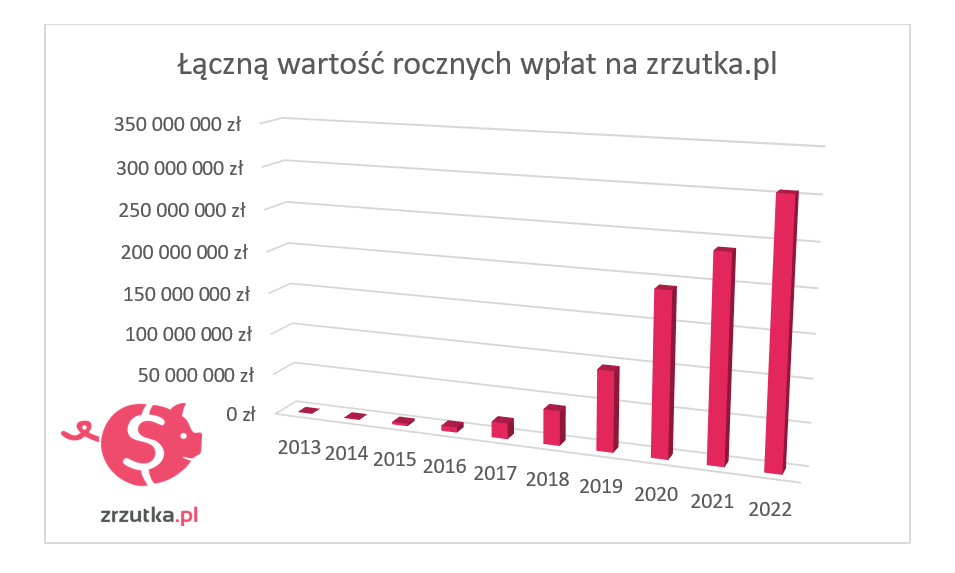 Łączną wartość rocznych wpłat na zrzutka.pl
350 000 000 zł
300 000 000 zł
250 000 000 zł
200 000 000 zł
150 000 000 zł
100 000 000 zł
50 000 000 zł
0 zł
2013 2014 2015 2016 2017 2018 2019 2020 2021 2022
zrzutka.pl